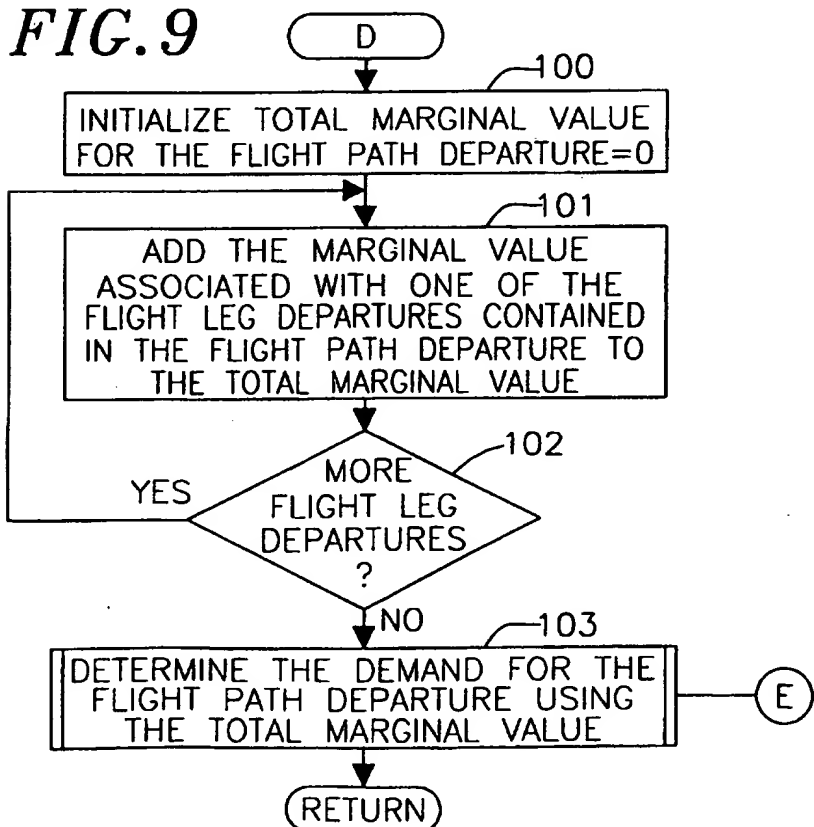 FIG. 9
D
100
INITIALIZE TOTAL MARGINAL VALUE
FOR THE FLIGHT PATH DEPARTURE=0
101
ADD THE MARGINAL VALUE
ASSOCIATED WITH ONE OF THE
FLIGHT LEG DEPARTURES CONTAINED
IN THE FLIGHT PATH DEPARTURE TO
THE TOTAL MARGINAL VALUE
102
MORE
FLIGHT LEG
DEPARTURES
?
YES
NO
103
DETERMINE THE DEMAND FOR THE
FLIGHT PATH DEPARTURE USING
THE TOTAL MARGINAL VALUE
E
RETURN